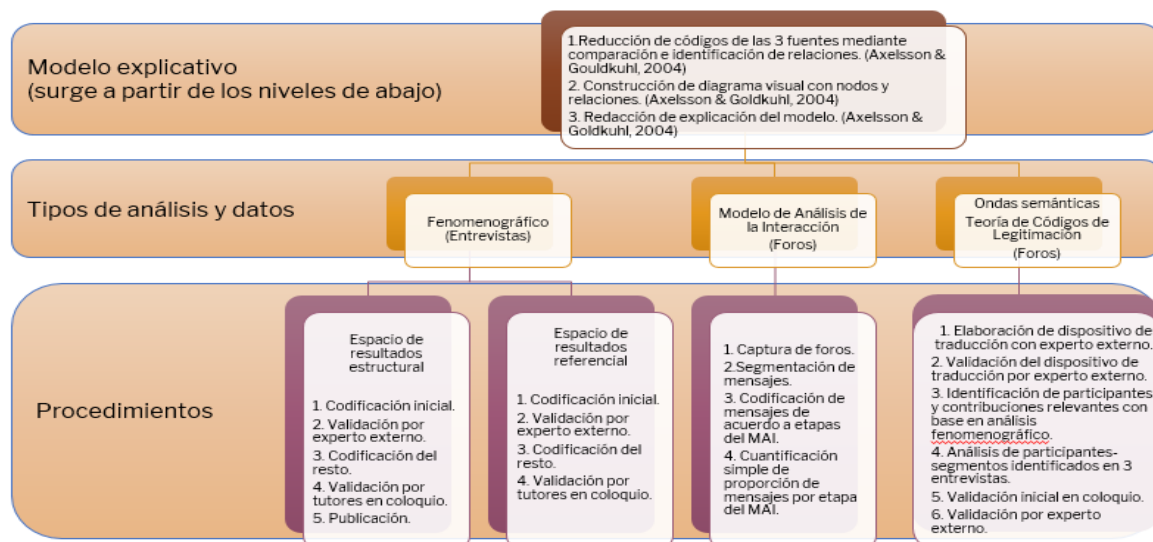 Modelo explicativo
(surge a partir de los niveles de abajo)
1.Reducción de códigos de las 3 fuentes mediante
comparación e identificación de relaciones. (Axelsson &
Gouldkuhl, 2004)
2. Construcción de diagrama visual con nodos y
relaciones. (Axelsson & Goldkuhl, 2004)
3. Redacción de explicación del modelo. (Axelsson &
Goldkuhl, 2004)
Tipos de análisis y datos
Fenomenográfico
(Entrevistas)
Modelo de Análisis de
la Interacción
(Foros)
Ondas semánticas
Teoría de Códigos de
Legitimación
(Foros)
Procedimientos
Espacio de
resultados
estructural
1. Codificación inicial.
2. Validación por
experto externo.
3. Codificación del
resto.
4. Validación por
tutores en coloquio.
5. Publicación.
Espacio de
resultados
referencial
1. Codificación inicial.
2. Validación por
experto externo.
3. Codificación del
resto.
4. Validación por
tutores en coloquio.
1. Captura de foros.
2.Segmentación de
mensajes.
3. Codificación de
mensajes de
acuerdo a etapas
del MAI.
4. Cuantificación
simple de
proporción de
mensajes por etapa
del MAI.
1. Elaboración de dispositivo de
traducción con experto externo.
2. Validación del dispositivo de
traducción por experto externo.
3. Identificación de participantes
y contribuciones relevantes con
base en análisis
fenomenográfico.
4. Análisis de participantes-
segmentos identificados en 3
entrevistas.
5. Validación inicial en coloquio.
6. Validación por experto
externo.